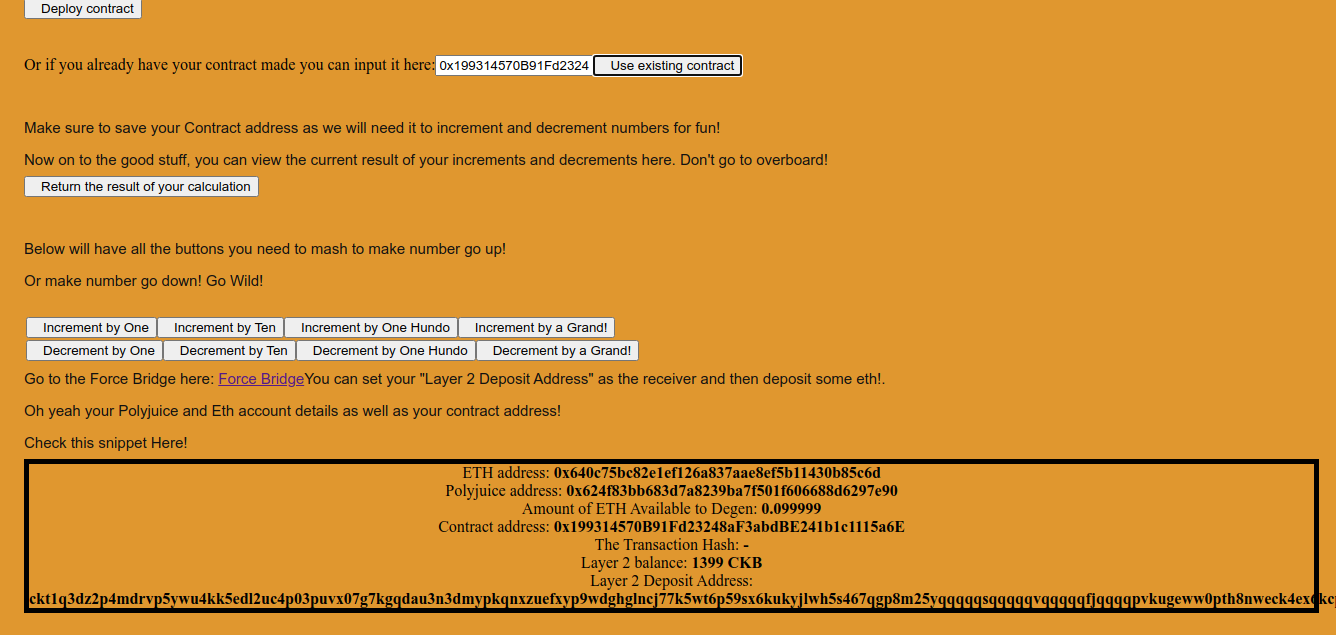 Deploy contract
Or if you already have your contract made you can input it here: 0x199314570B91Fd2324 Use existing contract
Make sure to save your Contract address as we will need it to increment and decrement numbers for fun!
Now on to the good stuff, you can view the current result of your increments and decrements here. Don't go to overboard!
Return the result of your calculation
Below will have all the buttons you need to mash to make number go up!
Or make number go down! Go Wild!
Increment by One Increment by Ten Increment by One Hundo Increment by a Grand!
Decrement by One Decrement by Ten Decrement by One Hundo Decrement by a Grand!
Go to the Force Bridge here: Force BridgeYou can set your "Layer 2 Deposit Address" as the receiver and then deposit some eth!.
Oh yeah your Polyjuice and Eth account details as well as your contract address!
Check this snippet Here!
ETH address: 0x640c75bc82e1ef126a837aae8ef5b11430b85c6d
Polyjuice address: 0x624f83bb683d7a8239ba7f501f606688d6297e90
Amount of ETH Available to Degen: 0.099999
Contract address: 0x199314570B91Fd23248aF3abdBE241b1c1115a6E
The Transaction Hash: -
Layer 2 balance: 1399 CKB
Layer 2 Deposit Address:
ckt1q3dz2p4mdrvp5ywu4kk5edl2uc4p03puvx07g7kgqdau3n3dmypkqnxzuefxyp9wdghglncj77k5wt6p59sx6kukyjlwh5s467qgp8m25yqqqqqsqqqqqvqqqqqfjqqqqpvkugeww0pth8nweck4ex6kcp